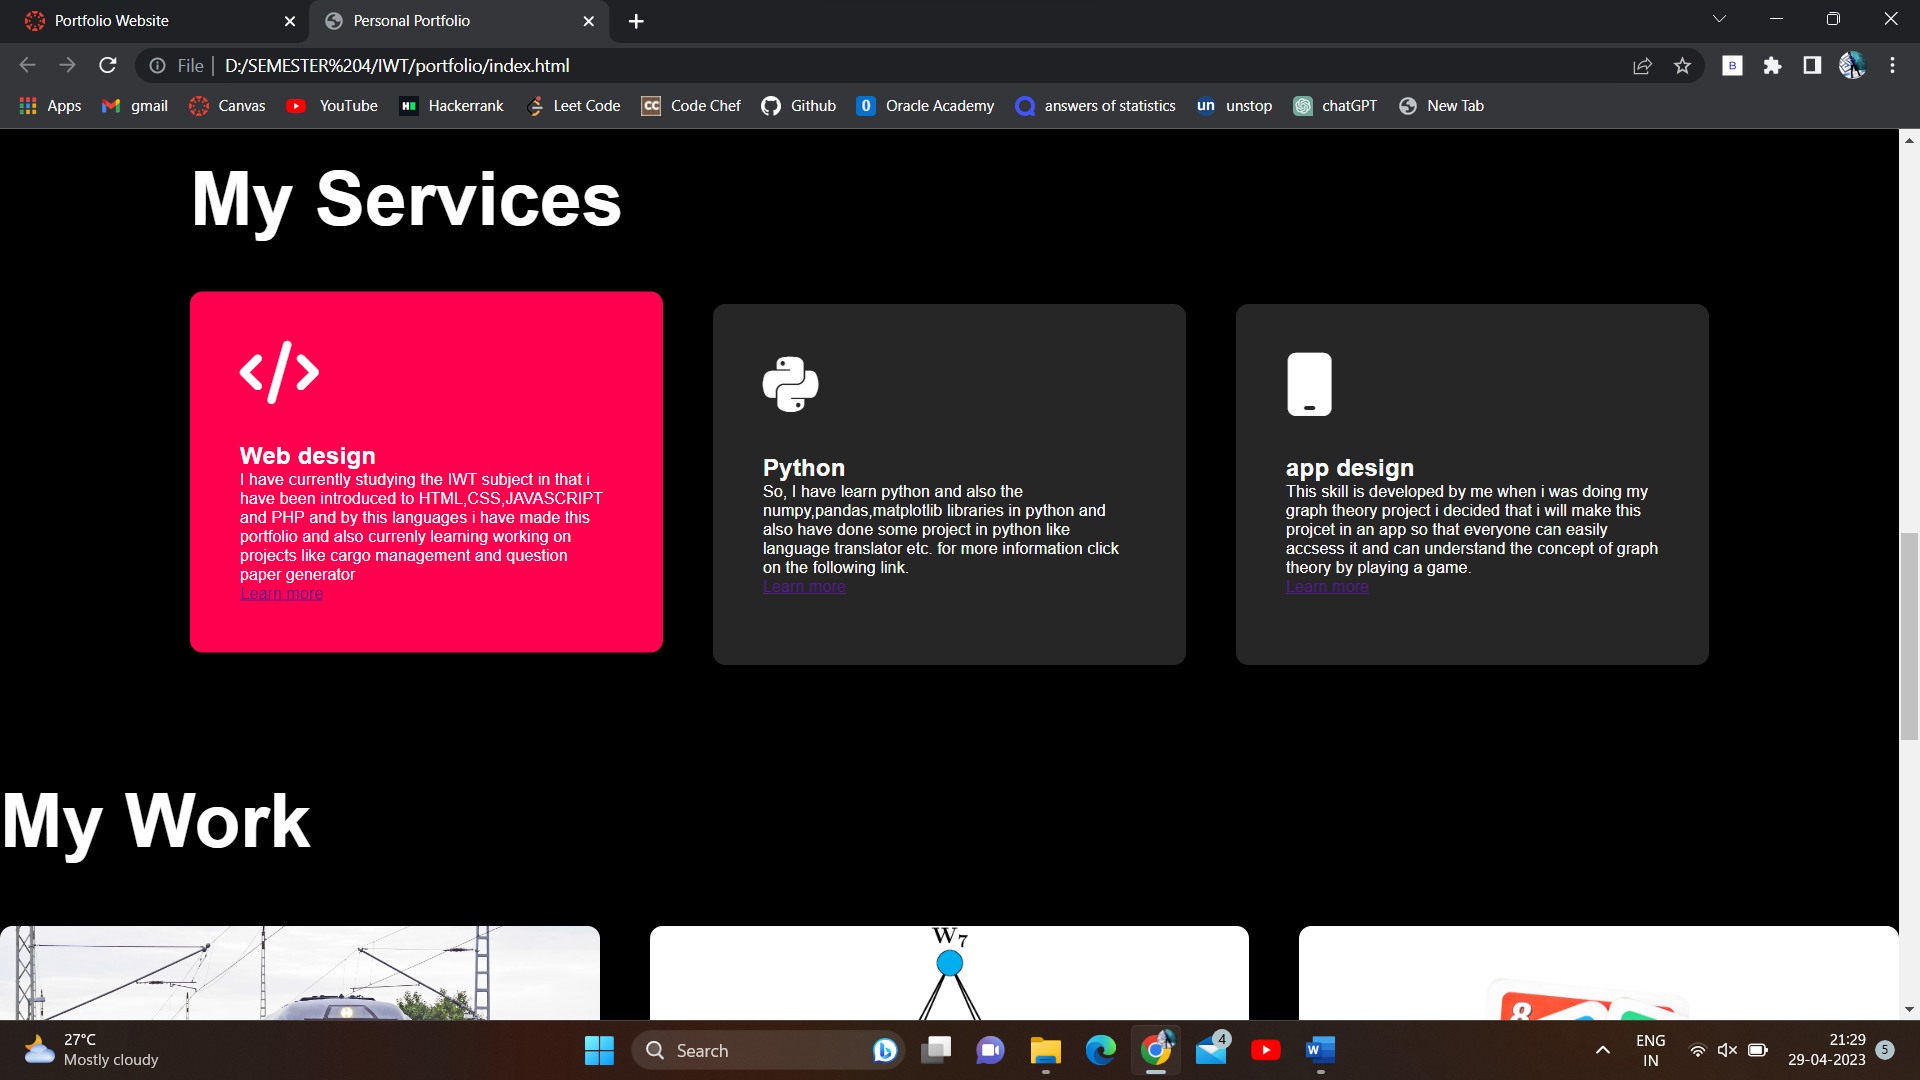 Portfolio Website
Personal Portfolio
File | D:/SEMESTER%204/IWT/portfolio/index.html
B
Apps gmail Canvas YouTube Hackerrank Leet Code CC Code Chef Github Oracle Academy answers of statistics un unstop chatGPT New Tab
My Services
Web design
I have currently studying the IWT subject in that i
have been introduced to HTML,CSS,JAVASCRIPT
and PHP and by this languages i have made this
portfolio and also currenly learning working on
projects like cargo management and question
paper generator
Learn more
Python
So, I have learn python and also the
numpy,pandas,matplotlib libraries in python and
also have done some project in python like
language translator etc. for more information click
on the following link.
Learn more
app design
This skill is developed by me when i was doing my
graph theory project i decided that i will make this
projcet in an app so that everyone can easily
accsess it and can understand the concept of graph
theory by playing a game.
Learn more
My Work
W7
8
27°C
Mostly cloudy
Search
4
W
ENG
IN
21:29
29-04-2023
5